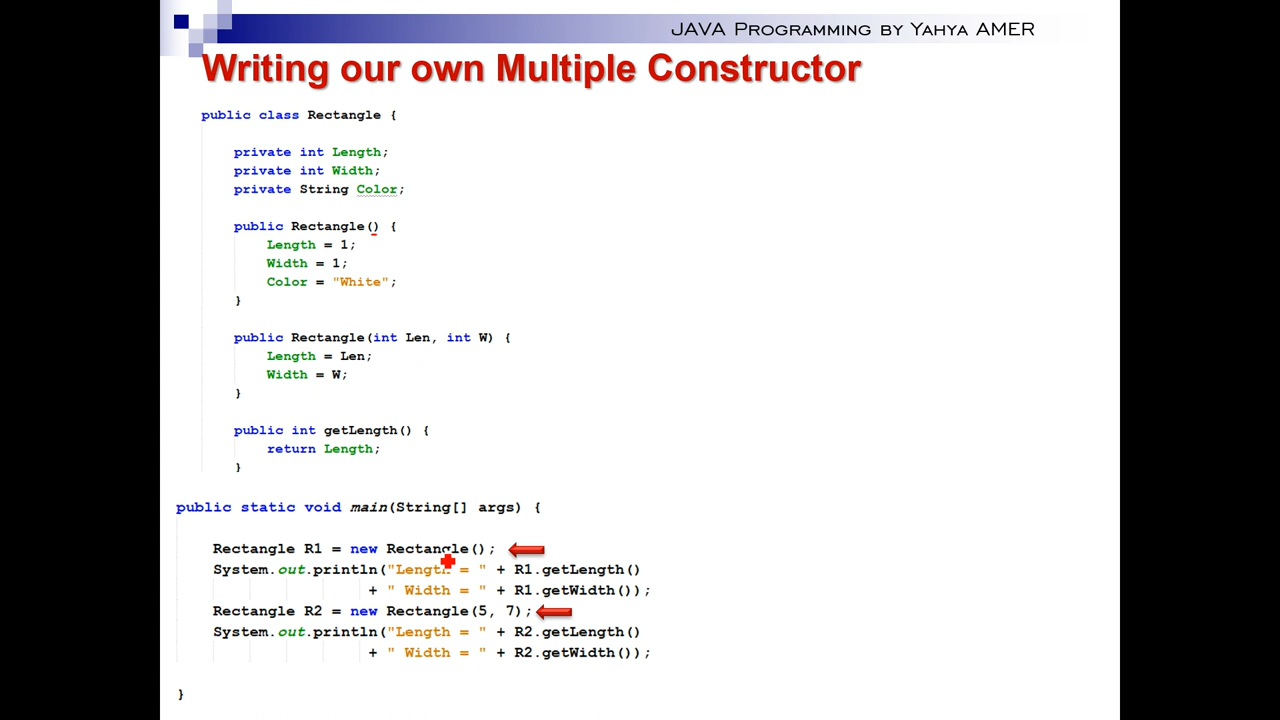 JAVA Programming by Yahya AMER
Writing our own Multiple Constructor
public class Rectangle {
private int Length;
private int Width;
private String Color;
public Rectangle() {
Length = 1;
Width = 1;
Color = "White";
}
public Rectangle(int Len, int W) {
Length = Len;
Width = W;
}
public int getLength() {
return Length;
}
public static void main(String[] args) {
Rectangle R1 = new Rectangle();
System.out.println("Length = " + R1.getLength()
+ " Width = " + R1.getWidth());
Rectangle R2 = new Rectangle(5, 7);
System.out.println("Length = " + R2.getLength()
+ " Width = " + R2.getWidth());
}